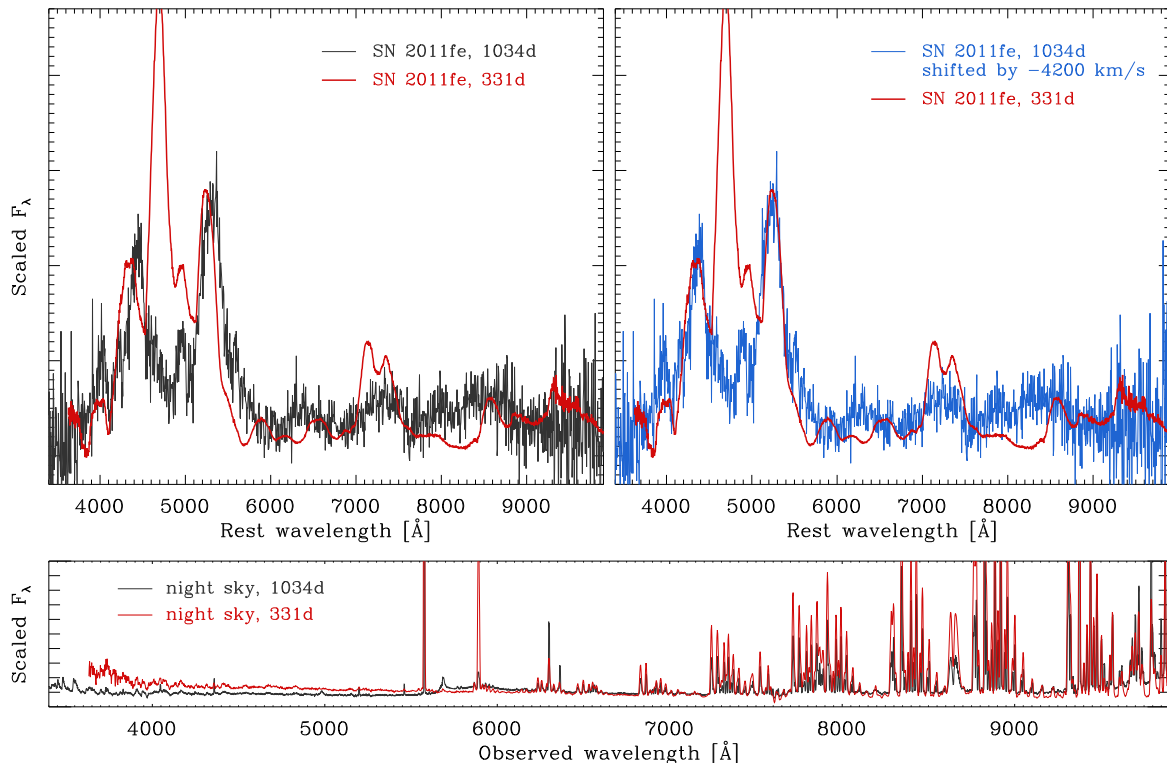 SN 2011fe, 1034d
SN 2011fe, 331d
Scaled F_λ
4000 5000 6000 7000 8000 9000
Rest wavelength [Å]
SN 2011fe, 1034d
shifted by −4200 km/s
SN 2011fe, 331d
4000 5000 6000 7000 8000 9000
Rest wavelength [Å]
night sky, 1034d
night sky, 331d
Scaled F_λ
4000 5000 6000 7000 8000 9000
Observed wavelength [Å]